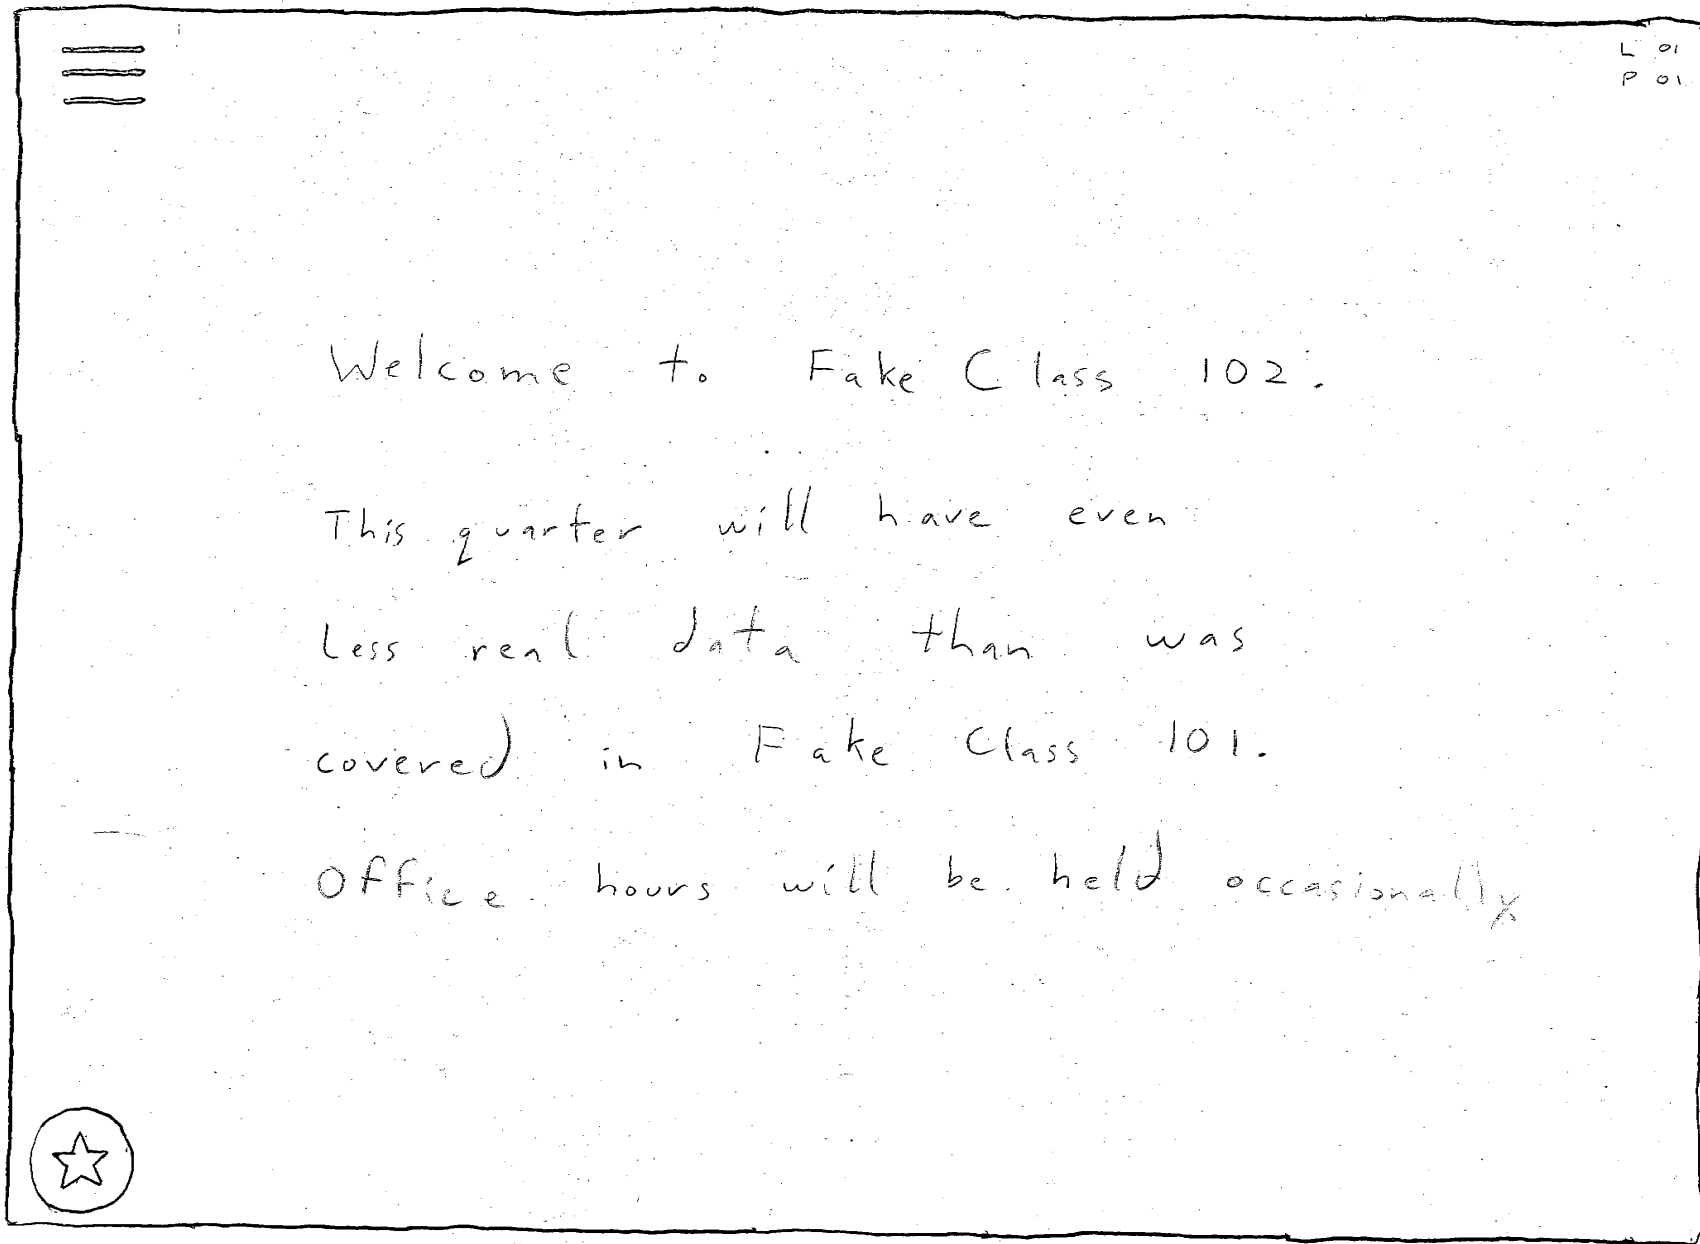 L 01
P 01
Welcome to Fake Class 102.
This quarter will have even
less real data than was
covered in Fake Class 101.
Office hours will be held occasionally